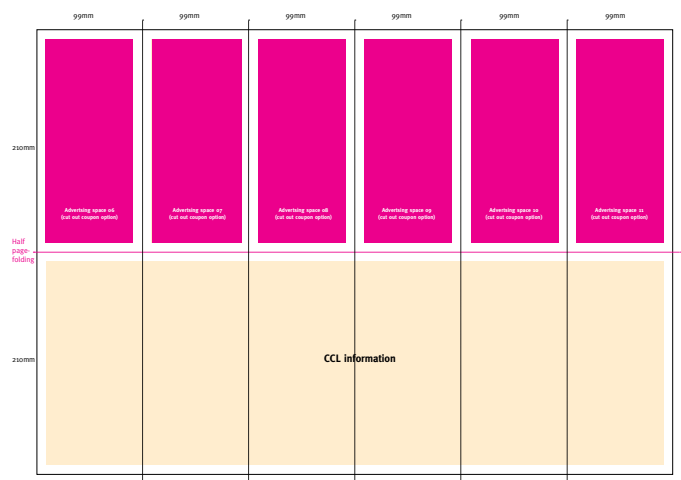 99mm 99mm 99mm 99mm 99mm 99mm
210mm
Advertising space 06
(cut out coupon option)
Advertising space 07
(cut out coupon option)
Advertising space 08
(cut out coupon option)
Advertising space 09
(cut out coupon option)
Advertising space 10
(cut out coupon option)
Advertising space 11
(cut out coupon option)
Half
page-
folding
210mm
CCL information